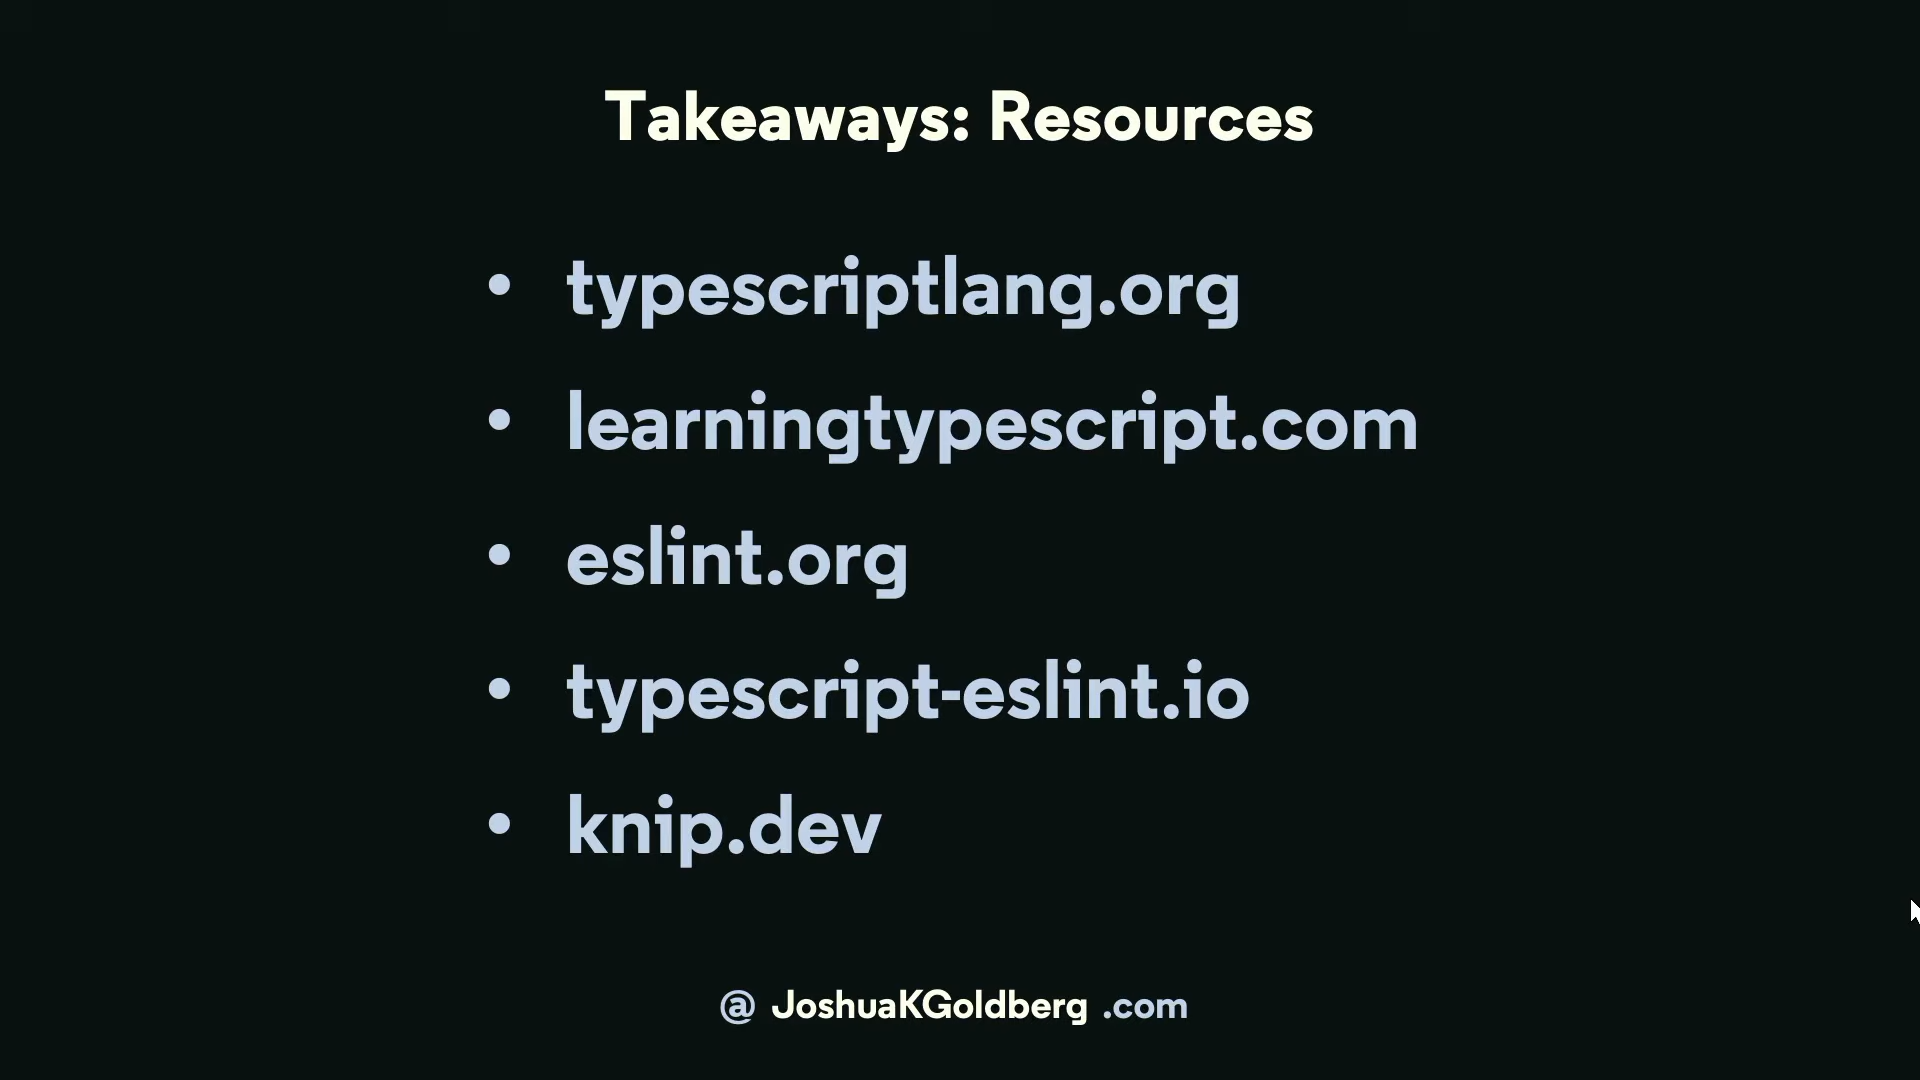 Takeaways: Resources
• typescriptlang.org
• learningtypescript.com
• eslint.org
• typescript-eslint.io
• knip.dev
@ JoshuaKGoldberg .com